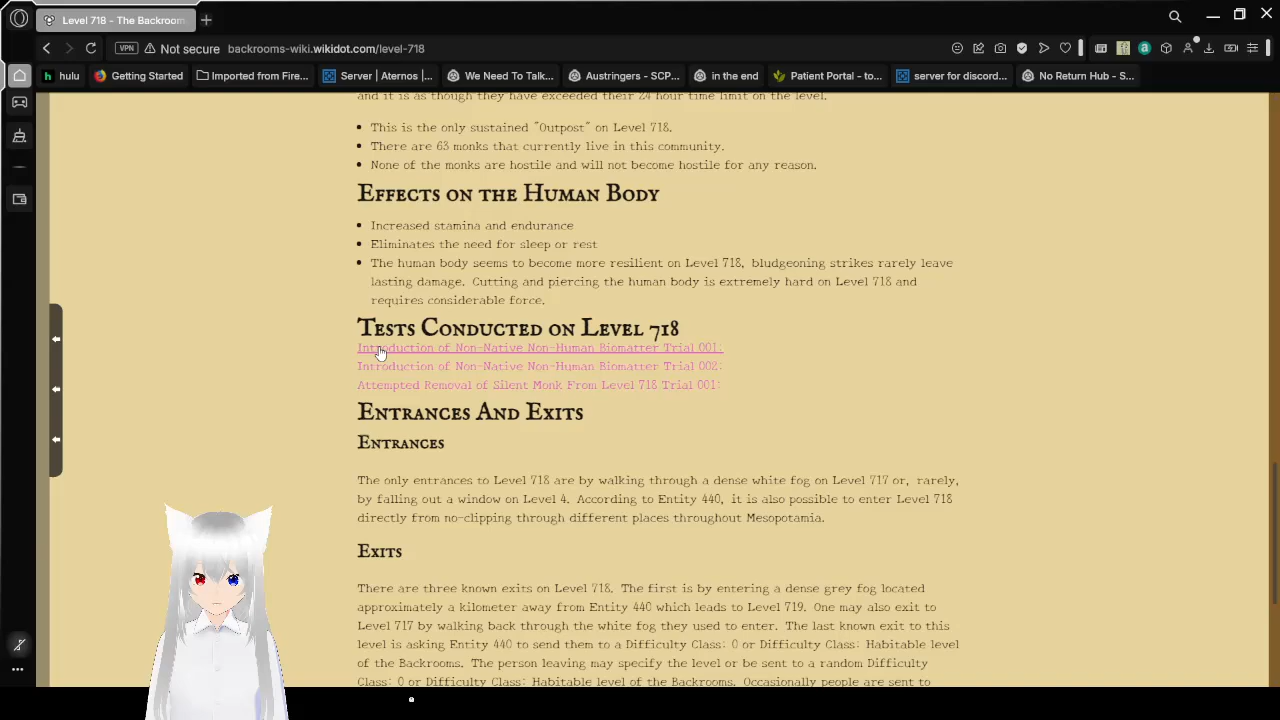 Level 718 - The Backroom
VPN Not secure backrooms-wiki.wikidot.com/level-718
hulu Getting Started Imported from Fire... Server | Aternos |... We Need To Talk... Austringers - SCP... in the end Patient Portal - to... server for discord... No Return Hub - S...
and it is as though they have exceeded their 24 hour time limit on the level.
This is the only sustained "Outpost" on Level 718.
There are 63 monks that currently live in this community.
None of the monks are hostile and will not become hostile for any reason.
Effects on the Human Body
Increased stamina and endurance
Eliminates the need for sleep or rest
The human body seems to become more resilient on Level 718, bludgeoning strikes rarely leave
lasting damage. Cutting and piercing the human body is extremely hard on Level 718 and
requires considerable force.
Tests Conducted on Level 718
Introduction of Non-Native Non-Human Biomatter Trial 001:
Introduction of Non-Native Non-Human Biomatter Trial 002:
Attempted Removal of Silent Monk From Level 718 Trial 001:
Entrances And Exits
Entrances
The only entrances to Level 718 are by walking through a dense white fog on Level 717 or, rarely,
by falling out a window on Level 4. According to Entity 440, it is also possible to enter Level 718
directly from no-clipping through different places throughout Mesopotamia.
Exits
There are three known exits on Level 718. The first is by entering a dense grey fog located
approximately a kilometer away from Entity 440 which leads to Level 719. One may also exit to
Level 717 by walking back through the white fog they used to enter. The last known exit to this
level is asking Entity 440 to send them to a Difficulty Class: 0 or Difficulty Class: Habitable level
of the Backrooms. The person leaving may specify the level or be sent to a random Difficulty
Class: 0 or Difficulty Class: Habitable level of the Backrooms. Occasionally people are sent to